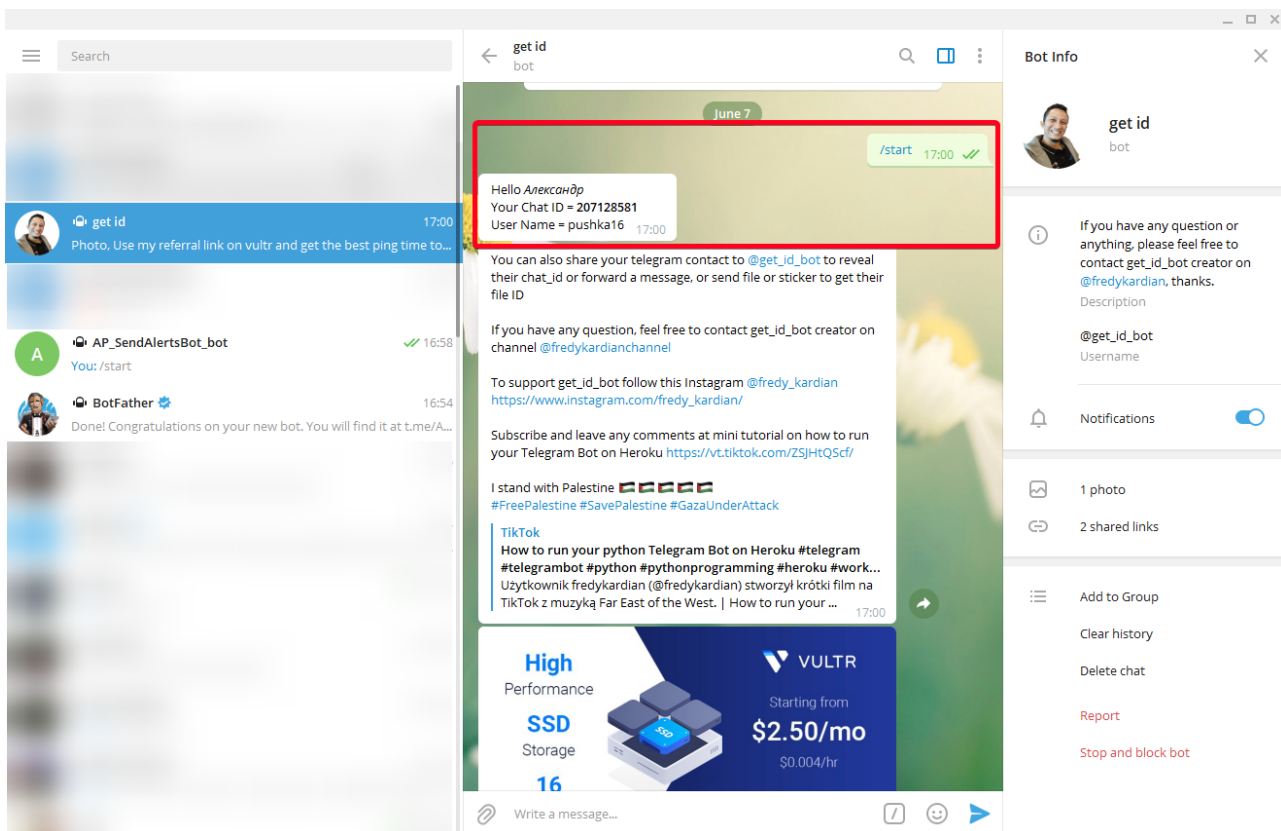 Search
get id
17:00
Photo, Use my referral link on vultr and get the best ping time to...
A
AP_SendAlertsBot_bot
16:58
You: /start
BotFather
16:54
Done! Congratulations on your new bot. You will find it at t.me/A...
get id
bot
June 7
/start 17:00
Hello Александр
Your Chat ID = 207128581
User Name = pushka16 17:00
You can also share your telegram contact to @get_id_bot to reveal
their chat_id or forward a message, or send file or sticker to get their
file ID
If you have any question, feel free to contact get_id_bot creator on
channel @fredykardianchannel
To support get_id_bot follow this Instagram @fredy_kardian
https://www.instagram.com/fredy_kardian/
Subscribe and leave any comments at mini tutorial on how to run
your Telegram Bot on Heroku https://vt.tiktok.com/ZSJHtQScf/
I stand with Palestine 🇵🇸🇵🇸🇵🇸🇵🇸🇵🇸
#FreePalestine #SavePalestine #GazaUnderAttack
TikTok
How to run your python Telegram Bot on Heroku #telegram
#telegrambot #python #pythonprogramming #heroku #work...
Użytkownik fredykardian (@fredykardian) stworzył krótki film na
TikTok z muzyką Far East of the West. | How to run your ...
17:00
High
Performance
SSD
Storage
16
SSD
VULTR
Starting from
$2.50/mo
$0.004/hr
Write a message...
/
Bot Info
get id
bot
If you have any question or
anything, please feel free to
contact get_id_bot creator on
@fredykardian, thanks.
Description
@get_id_bot
Username
Notifications
1 photo
2 shared links
Add to Group
Clear history
Delete chat
Report
Stop and block bot